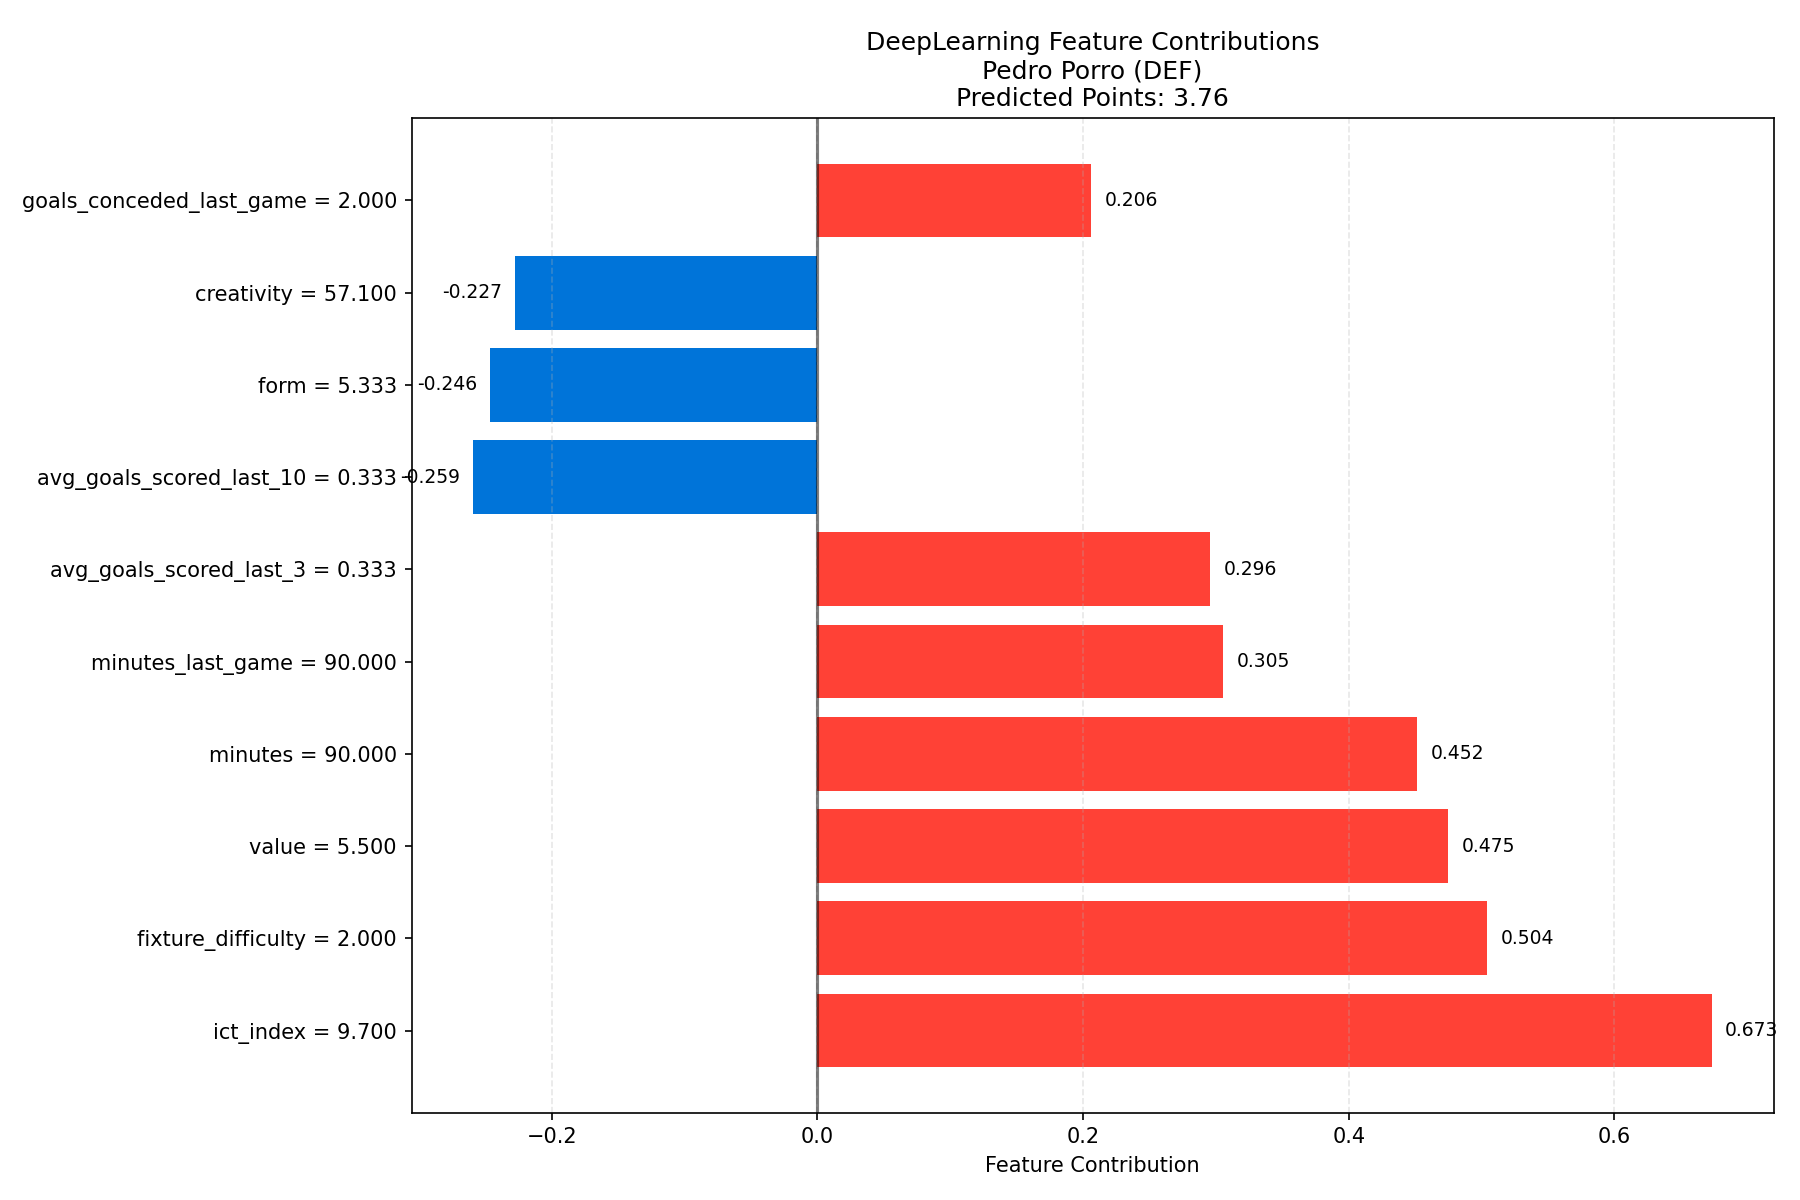 DeepLearning Feature Contributions
Pedro Porro (DEF)
Predicted Points: 3.76
goals_conceded_last_game = 2.000
0.206
creativity = 57.100
-0.227
form = 5.333
-0.246
avg_goals_scored_last_10 = 0.333
-0.259
avg_goals_scored_last_3 = 0.333
0.296
minutes_last_game = 90.000
0.305
minutes = 90.000
0.452
value = 5.500
0.475
fixture_difficulty = 2.000
0.504
ict_index = 9.700
0.673
−0.2 0.0 0.2 0.4 0.6
Feature Contribution